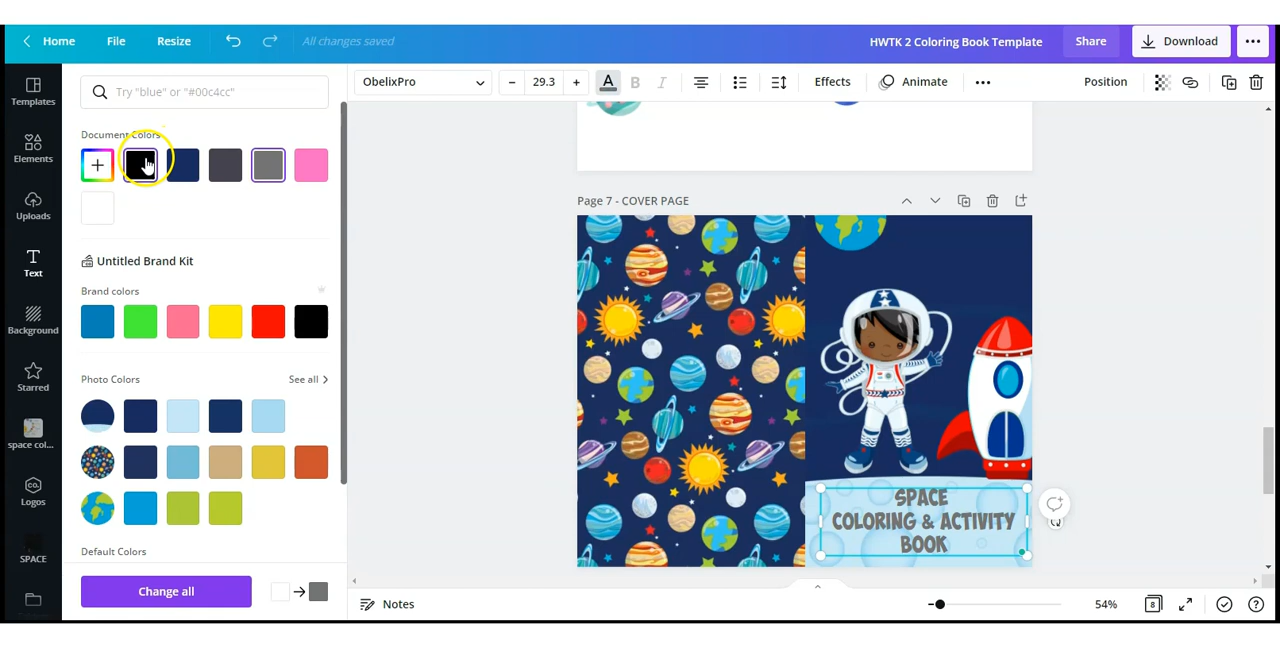 Home
File
Resize
All changes saved
HWTK 2 Coloring Book Template
Share
Download
Templates
Elements
Uploads
Text
Background
Starred
space col...
Logos
SPACE
Try "blue" or "#00c4cc"
Document Colors
Untitled Brand Kit
Brand colors
Photo Colors
See all
Default Colors
Change all
ObelixPro
– 29.3 +
A B I
Effects
Animate
Position
Page 7 - COVER PAGE
SPACE
COLORING & ACTIVITY
BOOK
Notes
54%
8